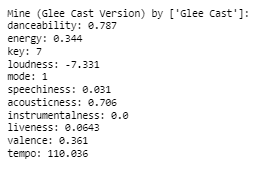 Mine (Glee Cast Version) by ['Glee Cast']:
danceability: 0.787
energy: 0.344
key: 7
loudness: -7.331
mode: 1
speechiness: 0.031
acousticness: 0.706
instrumentalness: 0.0
liveness: 0.0643
valence: 0.361
tempo: 110.036